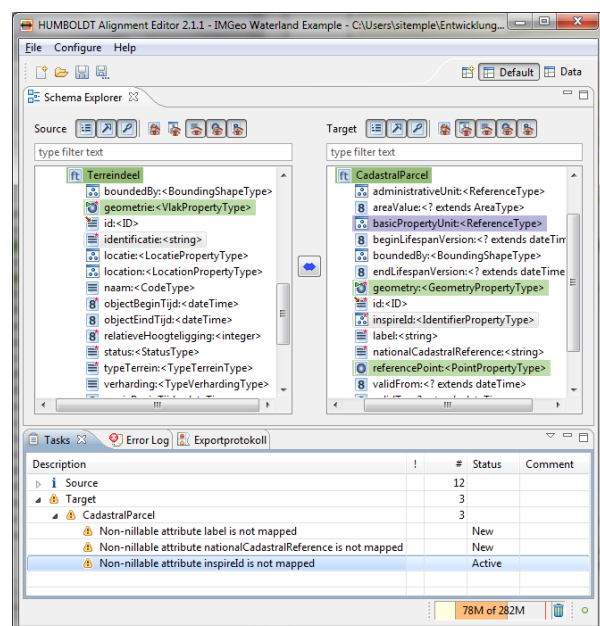 HUMBOLDT Alignment Editor 2.1.1 - IMGeo Waterland Example - C:\Users\sitemple\Entwicklung...
File Configure Help
Default Data
Schema Explorer
Source Target
type filter text type filter text
ft Terreindeel
boundedBy:<BoundingShapeType>
geometrie:<VlakPropertyType>
id:<ID>
identificatie:<string>
locatie:<LocatiePropertyType>
location:<LocationPropertyType>
naam:<CodeType>
objectBeginTijd:<dateTime>
objectEindTijd:<dateTime>
relatieveHoogteligging:<integer>
status:<StatusType>
typeTerrein:<TypeTerreinType>
verharding:<TypeVerhardingType>
ft CadastralParcel
administrativeUnit:<ReferenceType>
areaValue:<? extends AreaType>
basicPropertyUnit:<ReferenceType>
beginLifespanVersion:<? extends dateTim
boundedBy:<BoundingShapeType>
endLifespanVersion:<? extends dateTime
geometry:<GeometryPropertyType>
id:<ID>
inspireId:<IdentifierPropertyType>
label:<string>
nationalCadastralReference:<string>
referencePoint:<PointPropertyType>
validFrom:<? extends dateTime>
Tasks Error Log Exportprotokoll
Description ! # Status Comment
Source 12
Target 3
CadastralParcel 3
Non-nillable attribute label is not mapped New
Non-nillable attribute nationalCadastralReference is not mapped New
Non-nillable attribute inspireId is not mapped Active
78M of 282M